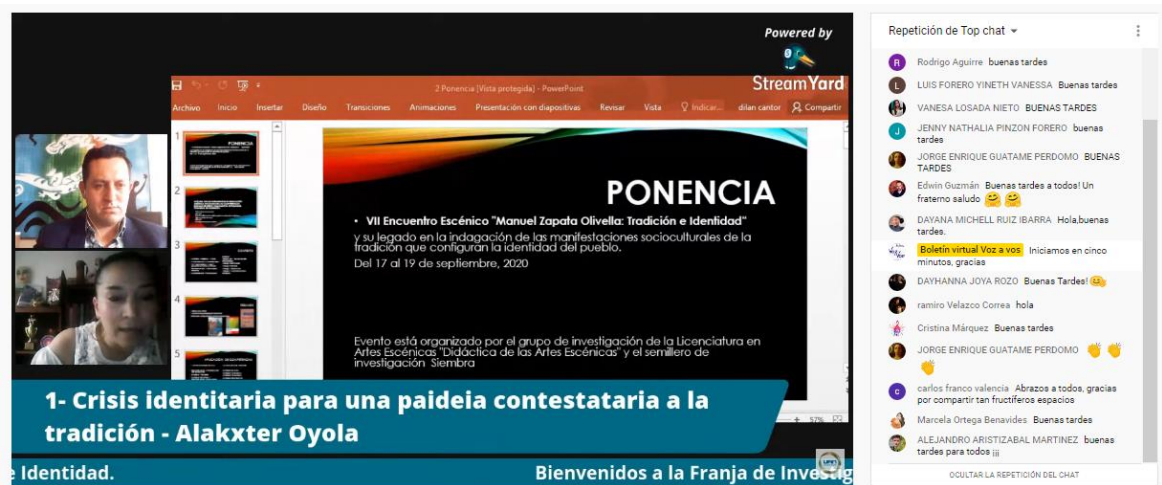 Powered by
StreamYard
2 Ponencia [Vista protegida] - PowerPoint
Archivo Inicio Insertar Diseño Transiciones Animaciones Presentación con diapositivas Revisar Vista Indicar... dilan cantor Compartir
1
PONENCIA
2
3
4
5
PONENCIA
• VII Encuentro Escénico "Manuel Zapata Olivella: Tradición e Identidad"
y su legado en la indagación de las manifestaciones socioculturales de la
tradición que configuran la identidad del pueblo.
Del 17 al 19 de septiembre, 2020
Evento está organizado por el grupo de investigación de la Licenciatura en
Artes Escénicas "Didáctica de las Artes Escénicas" y el semillero de
investigación Siembra
57%
1- Crisis identitaria para una paideia contestataria a la
tradición - Alakxter Oyola
e Identidad.
Bienvenidos a la Franja de Investig
Repetición de Top chat
R Rodrigo Aguirre buenas tardes
L LUIS FORERO YINETH VANESSA Buenas tardes
VANESA LOSADA NIETO BUENAS TARDES
J JENNY NATHALIA PINZON FORERO buenas
tardes
JORGE ENRIQUE GUATAME PERDOMO BUENAS
TARDES
Edwin Guzmán Buenas tardes a todos! Un
fraterno saludo 🤗 🤗
DAYANA MICHELL RUIZ IBARRA Hola,buenas
tardes.
Boletín virtual Voz a vos Iniciamos en cinco
minutos, gracias
DAYHANNA JOYA ROZO Buenas Tardes!
ramiro Velazco Correa hola
Cristina Márquez Buenas tardes
JORGE ENRIQUE GUATAME PERDOMO 👏 👏
👏
c carlos franco valencia Abrazos a todos, gracias
por compartir tan fructíferos espacios
Marcela Ortega Benavides Buenas tardes
ALEJANDRO ARISTIZABAL MARTINEZ buenas
tardes para todos ¡¡¡
OCULTAR LA REPETICIÓN DEL CHAT